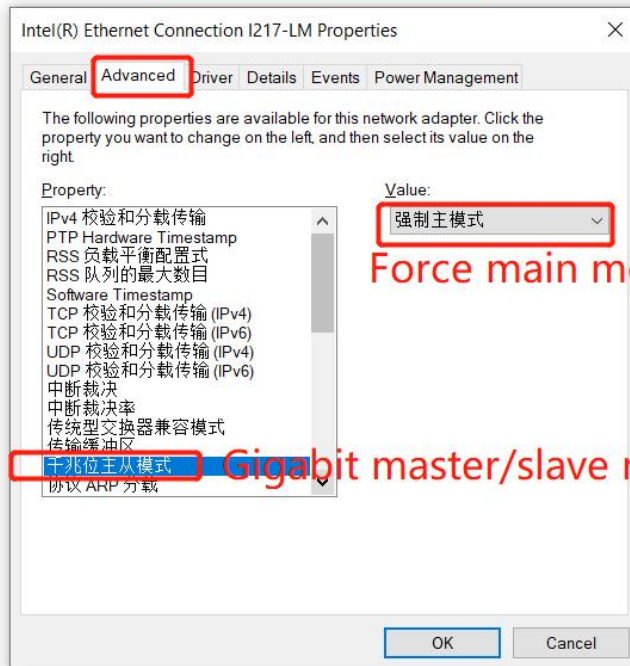 Intel(R) Ethernet Connection I217-LM Properties
General Advanced Driver Details Events Power Management
The following properties are available for this network adapter. Click the
property you want to change on the left, and then select its value on the
right.
Property:
Value:
IPv4 校验和分载传输
PTP Hardware Timestamp
RSS 负载平衡配置式
RSS 队列的最大数目
Software Timestamp
TCP 校验和分载传输 (IPv4)
TCP 校验和分载传输 (IPv6)
UDP 校验和分载传输 (IPv4)
UDP 校验和分载传输 (IPv6)
中断裁决
中断裁决率
传统型交换器兼容模式
传输缓冲区
千兆位主从模式
协议 ARP 分载
强制主模式
Force main
Gigabit master/slave
OK
Cancel